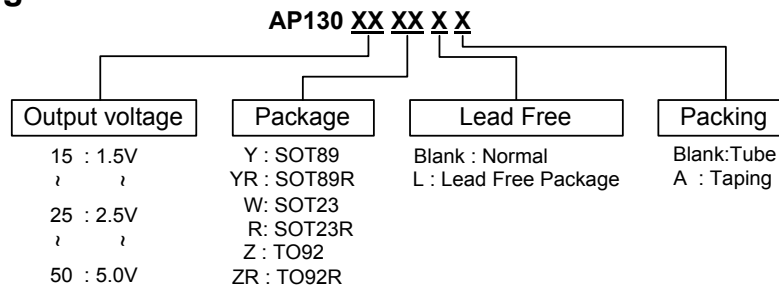 AP130 XX XX X X
Output voltage
15 : 1.5V
~ ~
25 : 2.5V
~ ~
50 : 5.0V
Package
Y : SOT89
YR : SOT89R
W: SOT23
R: SOT23R
Z : TO92
ZR : TO92R
Lead Free
Blank : Normal
L : Lead Free Package
Packing
Blank:Tube
A : Taping